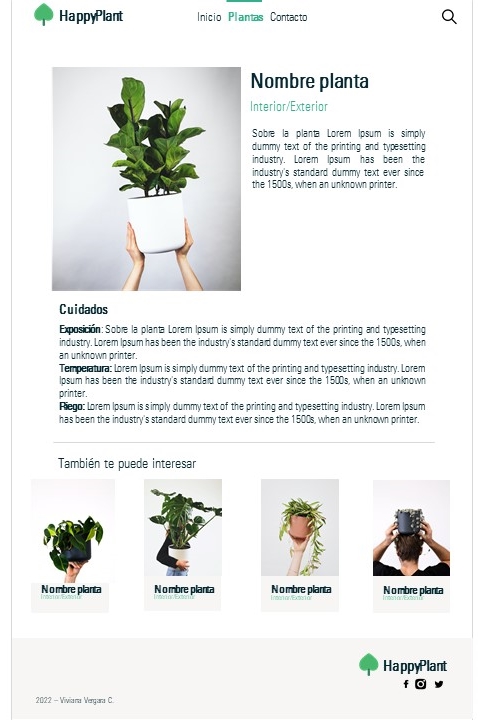 HappyPlant
Inicio Plantas Contacto
Nombre planta
Interior/Exterior
Sobre la planta Lorem Ipsum is simply
dummy text of the printing and typesetting
industry. Lorem Ipsum has been the
industry's standard dummy text ever since
the 1500s, when an unknown printer.
Cuidados
Exposición: Sobre la planta Lorem Ipsum is simply dummy text of the printing and typesetting
industry. Lorem Ipsum has been the industry's standard dummy text ever since the 1500s, when
an unknown printer.
Temperatura: Lorem Ipsum is simply dummy text of the printing and typesetting industry. Lorem
Ipsum has been the industry's standard dummy text ever since the 1500s, when an unknown
printer.
Riego: Lorem Ipsum is simply dummy text of the printing and typesetting industry. Lorem Ipsum
has been the industry's standard dummy text ever since the 1500s, when an unknown printer.
También te puede interesar
Nombre planta
Interior/Exterior
Nombre planta
Interior/Exterior
Nombre planta
Interior/Exterior
Nombre planta
Interior/Exterior
HappyPlant
2022 – Viviana Vergara C.